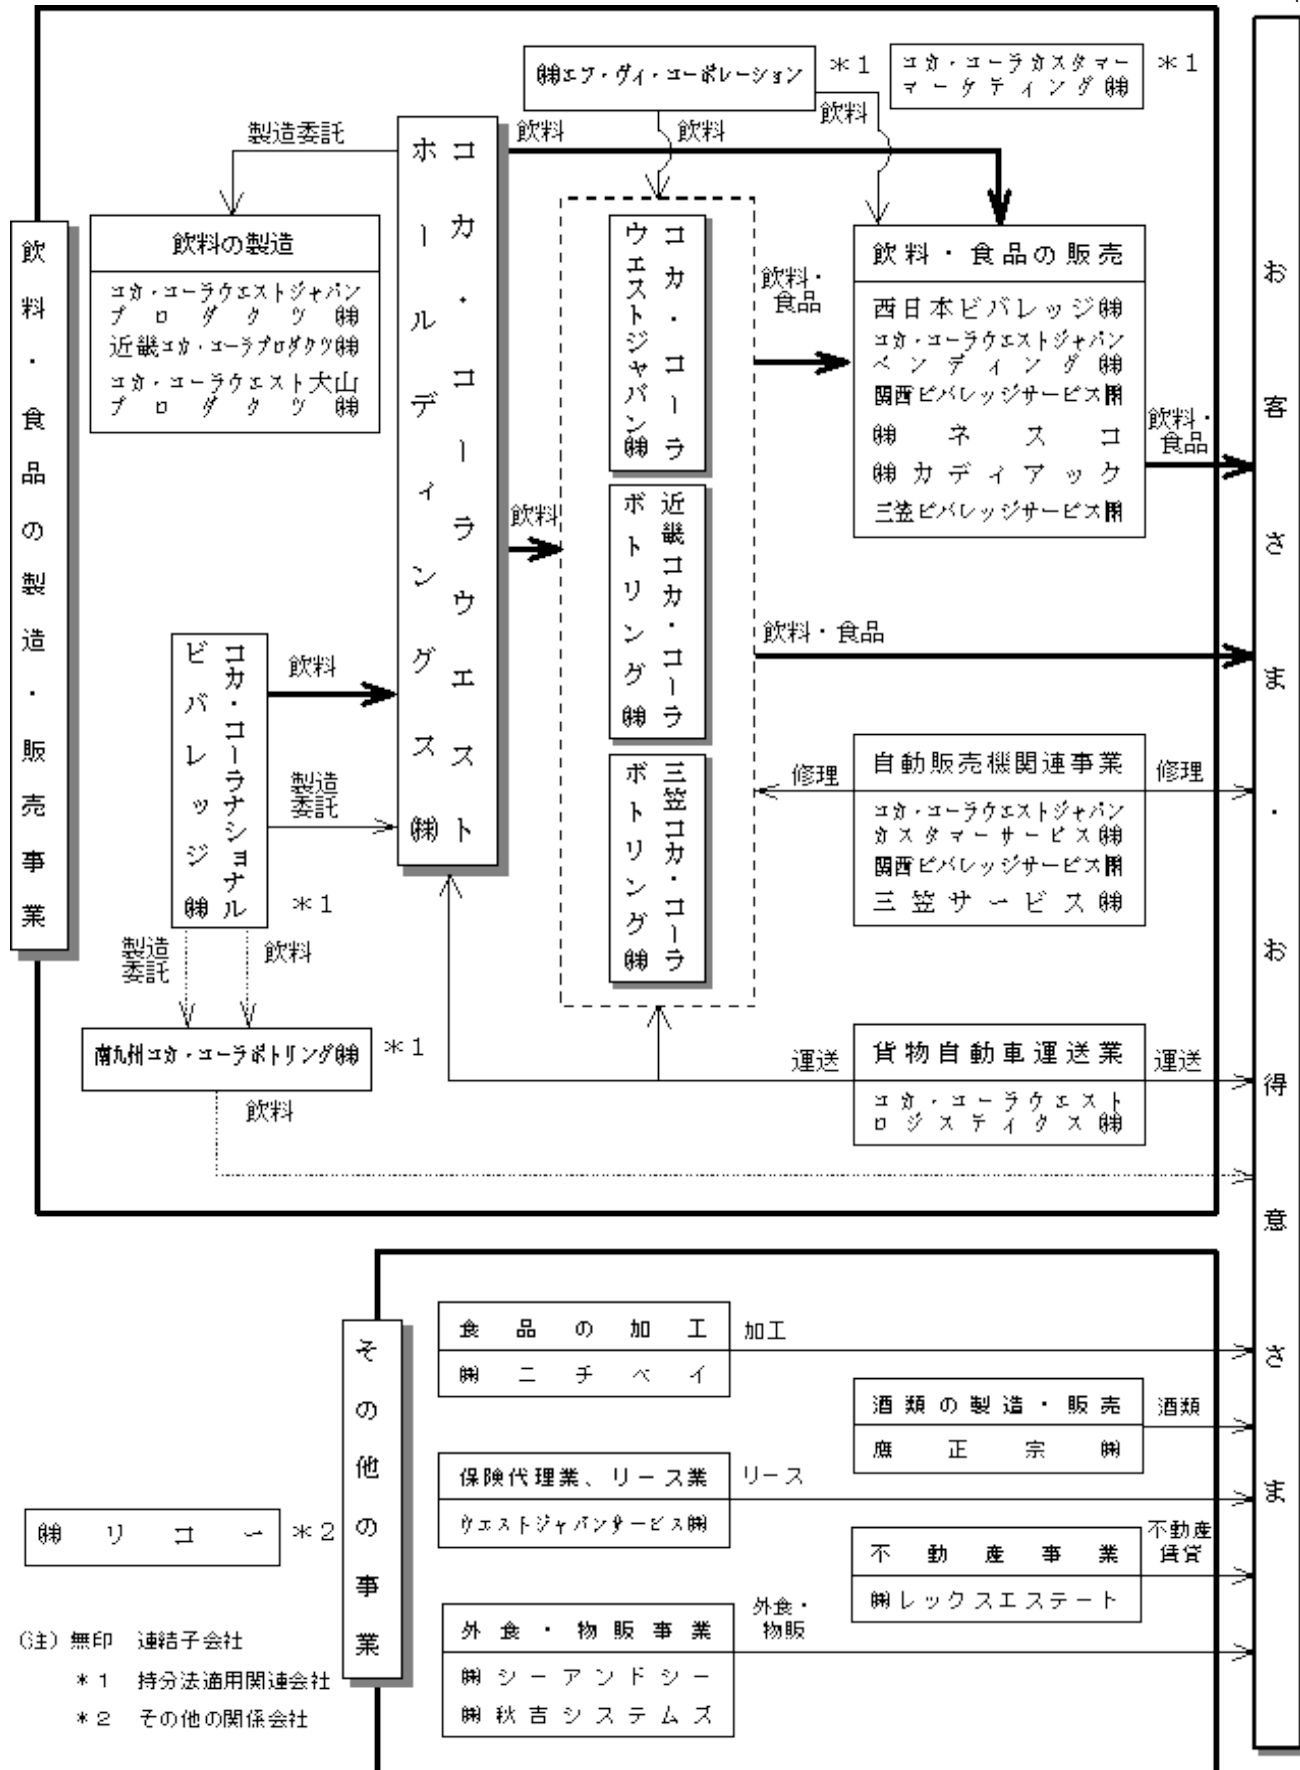 飲料・食品の製造・販売事業
㈱エフ・ヴィ・コーポレーション
＊1
コカ・コーラカスタマー
マーケティング㈱
＊1
飲料
飲料
飲料
製造委託
飲料の製造
コカ・コーラウエストジャパン
プロダクツ㈱
近畿コカ・コーラプロダクツ㈱
コカ・コーラウエスト大山
プロダクツ㈱
コカ・コーラウエスト
ホールディングス㈱
飲料
コカ・コーラ
ウエストジャパン㈱
近畿コカ・コーラ
ボトリング㈱
三笠コカ・コーラ
ボトリング㈱
飲料・
食品
飲料・食品の販売
西日本ビバレッジ㈱
コカ・コーラウエストジャパン
ベンディング㈱
関西ビバレッジサービス㈱
㈱ネスコ
㈱カディアック
三笠ビバレッジサービス㈱
飲料・
食品
飲料・食品
コカ・コーラナショナル
ビバレッジ㈱
＊1
飲料
製造
委託
製造
委託
飲料
南九州コカ・コーラボトリング㈱
＊1
飲料
修理
自動販売機関連事業
コカ・コーラウエストジャパン
カスタマーサービス㈱
関西ビバレッジサービス㈱
三笠サービス㈱
修理
運送
貨物自動車運送業
コカ・コーラウエスト
ロジスティクス㈱
運送
お客さま・お得意さま
その他の事業
食品の加工
㈱ニチベイ
加工
酒類の製造・販売
鷹正宗㈱
酒類
保険代理業、リース業
ウエストジャパンサービス㈱
リース
不動産事業
㈱レックスエステート
不動産
賃貸
外食・物販事業
㈱シーアンドシー
㈱秋吉システムズ
外食・
物販
㈱リコー
＊2
(注) 無印 連結子会社
＊1 持分法適用関連会社
＊2 その他の関係会社